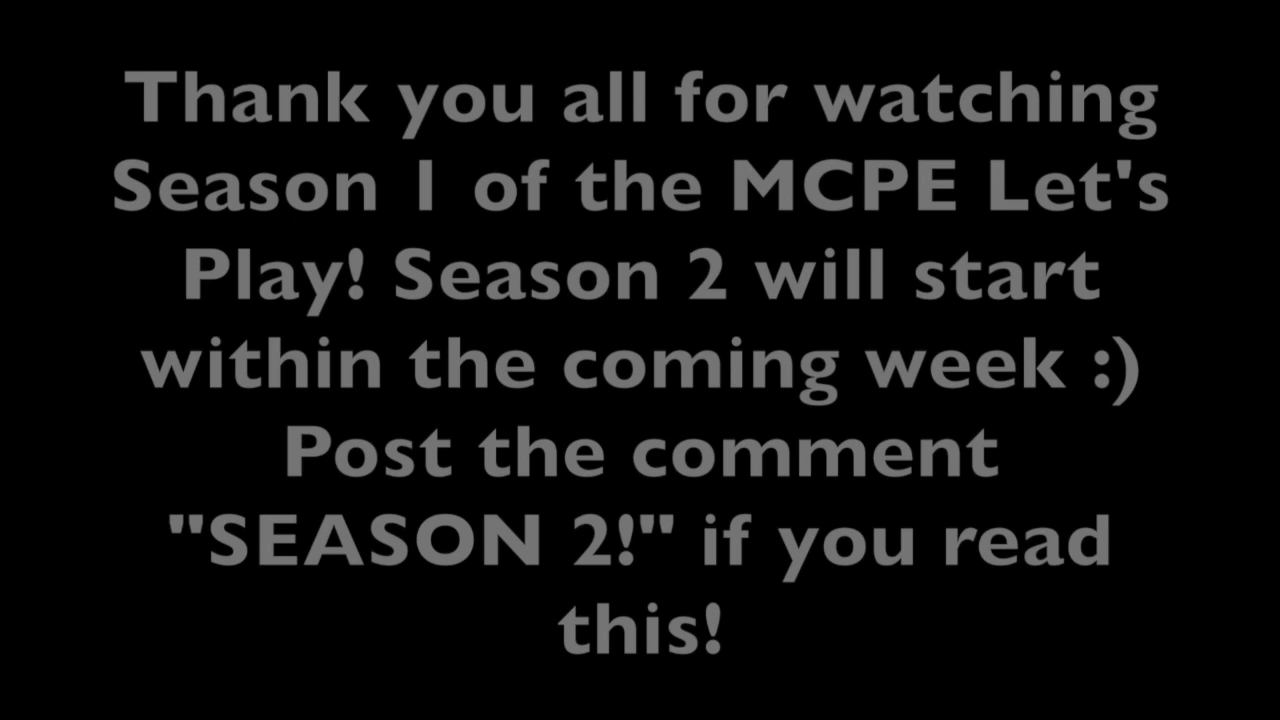 Thank you all for watching
Season 1 of the MCPE Let's
Play! Season 2 will start
within the coming week :)
Post the comment
"SEASON 2!" if you read
this!